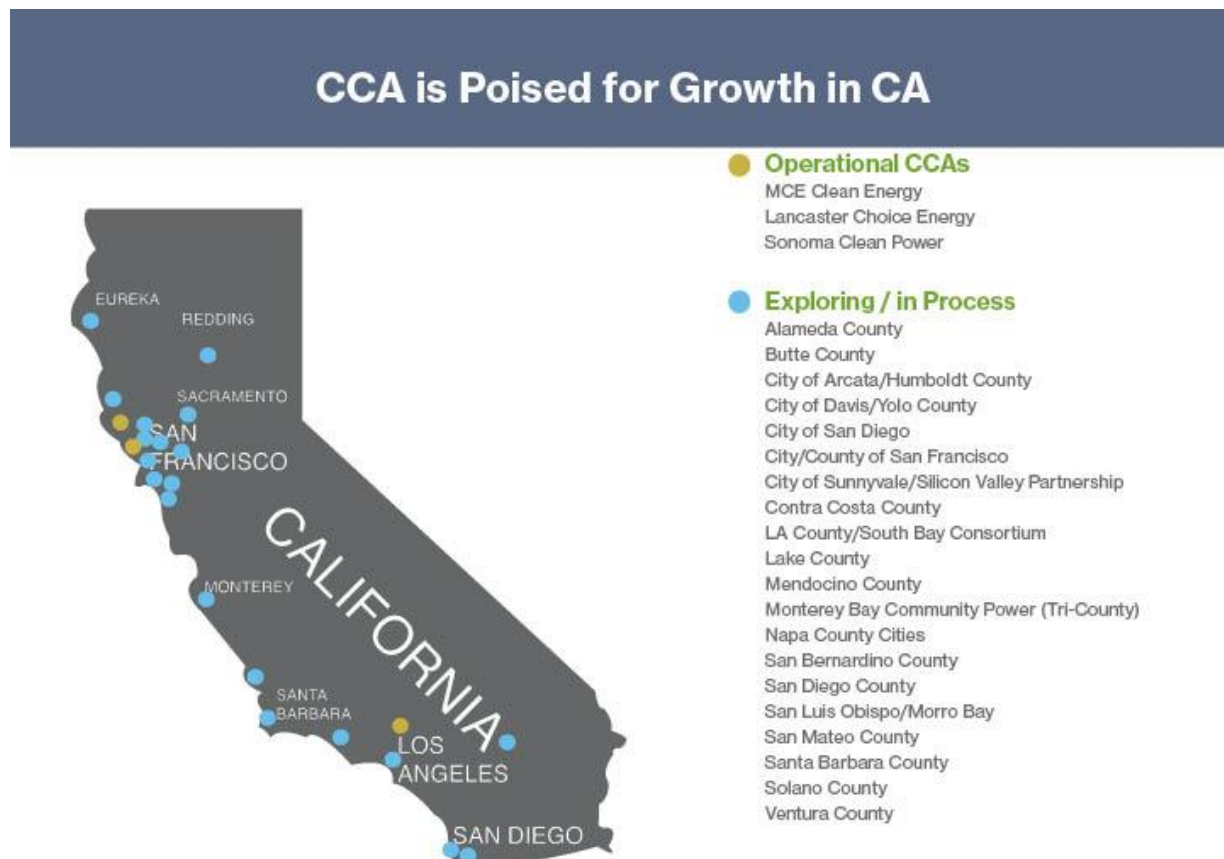 CCA is Poised for Growth in CA
Operational CCAs
MCE Clean Energy
Lancaster Choice Energy
Sonoma Clean Power
Exploring / in Process
Alameda County
Butte County
City of Arcata/Humboldt County
City of Davis/Yolo County
City of San Diego
City/County of San Francisco
City of Sunnyvale/Silicon Valley Partnership
Contra Costa County
LA County/South Bay Consortium
Lake County
Mendocino County
Monterey Bay Community Power (Tri-County)
Napa County Cities
San Bernardino County
San Diego County
San Luis Obispo/Morro Bay
San Mateo County
Santa Barbara County
Solano County
Ventura County
EUREKA
REDDING
SACRAMENTO
SAN
FRANCISCO
CALIFORNIA
MONTEREY
SANTA
BARBARA
LOS
ANGELES
SAN DIEGO